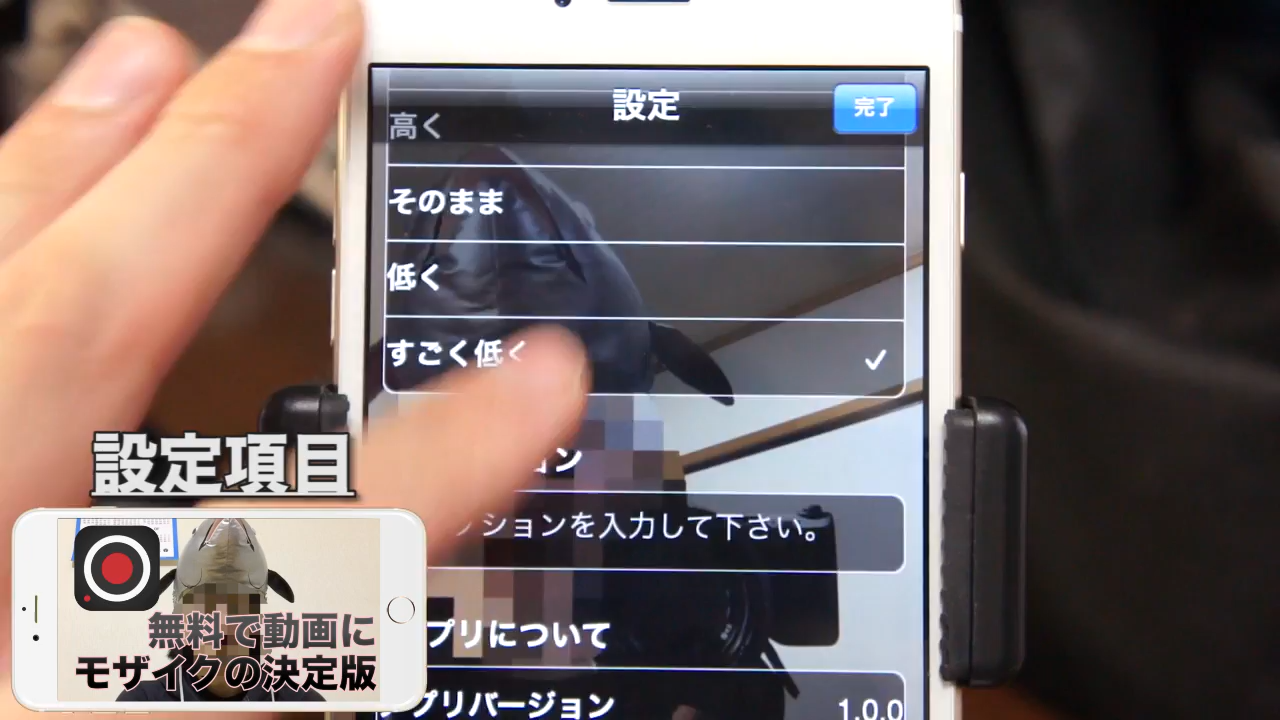 設定
完了
高く
そのまま
低く
すごく低く
ョン
プションを入力して下さい。
プリについて
プリバージョン
1.0.0
設定項目
無料で動画に
モザイクの決定版